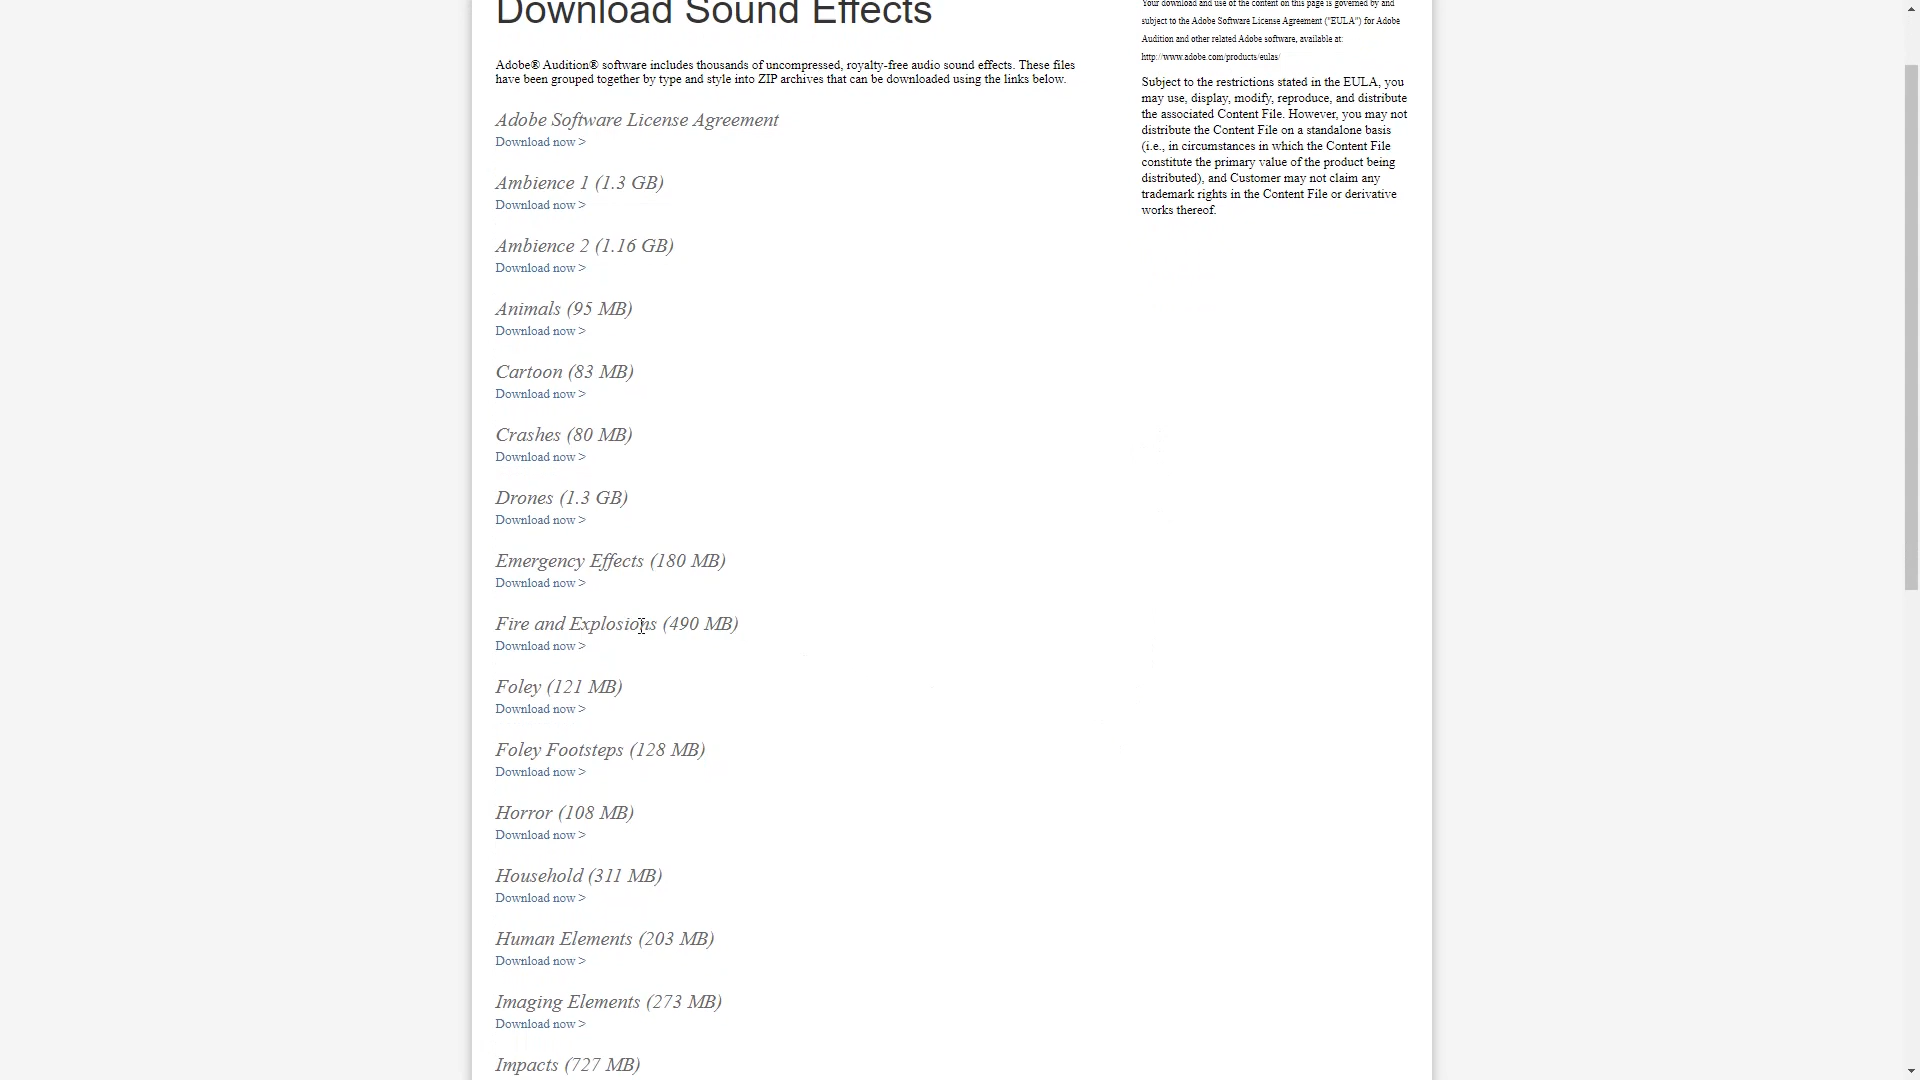 Download Sound Effects
Adobe® Audition® software includes thousands of uncompressed, royalty-free audio sound effects. These files
have been grouped together by type and style into ZIP archives that can be downloaded using the links below.
Adobe Software License Agreement
Download now >
Ambience 1 (1.3 GB)
Download now >
Ambience 2 (1.16 GB)
Download now >
Animals (95 MB)
Download now >
Cartoon (83 MB)
Download now >
Crashes (80 MB)
Download now >
Drones (1.3 GB)
Download now >
Emergency Effects (180 MB)
Download now >
Fire and Explosions (490 MB)
Download now >
Foley (121 MB)
Download now >
Foley Footsteps (128 MB)
Download now >
Horror (108 MB)
Download now >
Household (311 MB)
Download now >
Human Elements (203 MB)
Download now >
Imaging Elements (273 MB)
Download now >
Impacts (727 MB)
Your download and use of the content on this page is governed by and
subject to the Adobe Software License Agreement ("EULA") for Adobe
Audition and other related Adobe software, available at:
http://www.adobe.com/products/eulas/
Subject to the restrictions stated in the EULA, you
may use, display, modify, reproduce, and distribute
the associated Content File. However, you may not
distribute the Content File on a standalone basis
(i.e., in circumstances in which the Content File
constitute the primary value of the product being
distributed), and Customer may not claim any
trademark rights in the Content File or derivative
works thereof.